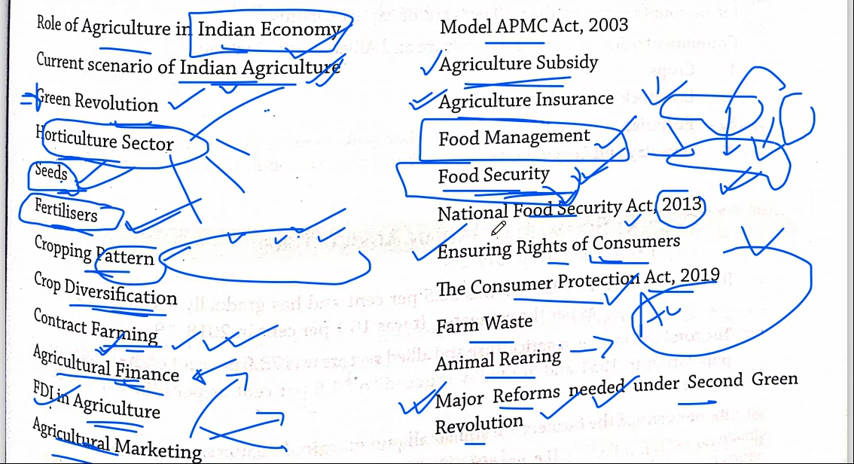 Role of Agriculture in Indian Economy
Current scenario of Indian Agriculture
Green Revolution
Horticulture Sector
Seeds
Fertilisers
Cropping Pattern
Crop Diversification
Contract Farming
Agricultural Finance
FDI in Agriculture
Agricultural Marketing
Model APMC Act, 2003
Agriculture Subsidy
Agriculture Insurance
Food Management
Food Security
National Food Security Act, 2013
Ensuring Rights of Consumers
The Consumer Protection Act, 2019
Farm Waste
Animal Rearing
Major Reforms needed under Second Green
Revolution